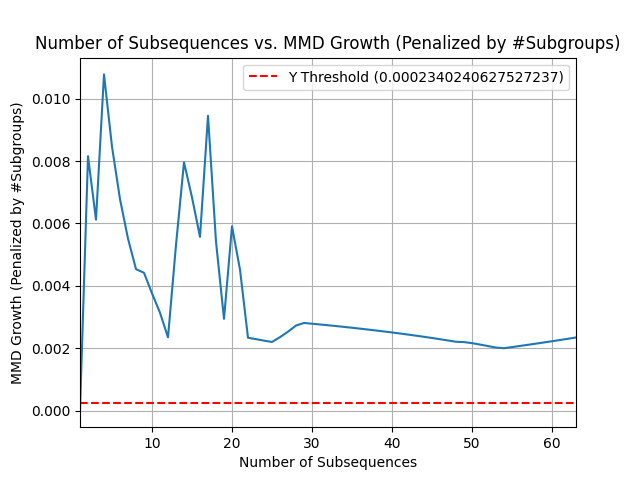 Number of Subsequences vs. MMD Growth (Penalized by #Subgroups)
Y Threshold (0.0002340240627527237)
MMD Growth (Penalized by #Subgroups)
0.010
0.008
0.006
0.004
0.002
0.000
10 20 30 40 50 60
Number of Subsequences